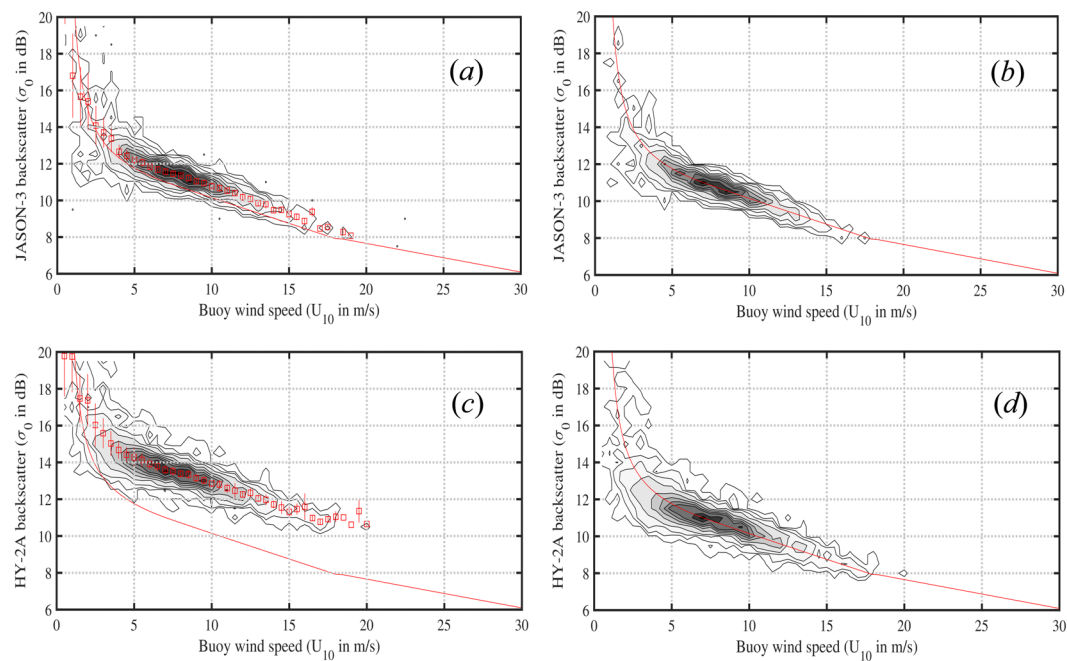 20
18
16
14
12
10
8
6
JASON-3 backscatter (σ0 in dB)
(a)
0 5 10 15 20 25 30
Buoy wind speed (U10 in m/s)
20
18
16
14
12
10
8
6
JASON-3 backscatter (σ0 in dB)
(b)
0 5 10 15 20 25 30
Buoy wind speed (U10 in m/s)
20
18
16
14
12
10
8
6
HY-2A backscatter (σ0 in dB)
(c)
0 5 10 15 20 25 30
Buoy wind speed (U10 in m/s)
20
18
16
14
12
10
8
6
HY-2A backscatter (σ0 in dB)
(d)
0 5 10 15 20 25 30
Buoy wind speed (U10 in m/s)